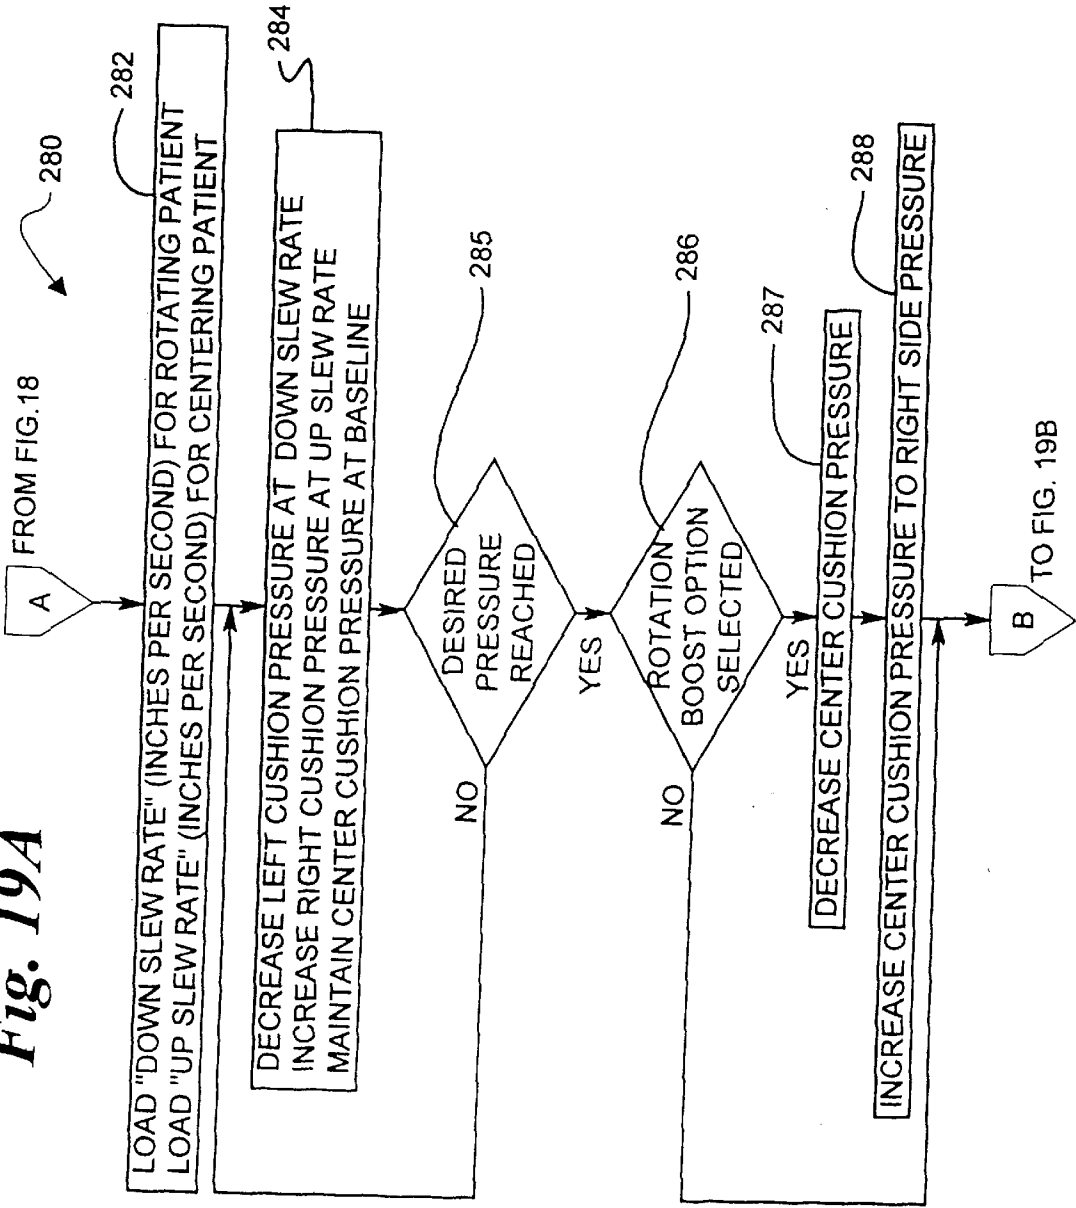 Fig. 19A
A
FROM FIG.18
280
LOAD "DOWN SLEW RATE" (INCHES PER SECOND) FOR ROTATING PATIENT
LOAD "UP SLEW RATE" (INCHES PER SECOND) FOR CENTERING PATIENT
282
DECREASE LEFT CUSHION PRESSURE AT DOWN SLEW RATE
INCREASE RIGHT CUSHION PRESSURE AT UP SLEW RATE
MAINTAIN CENTER CUSHION PRESSURE AT BASELINE
284
DESIRED
PRESSURE
REACHED
285
NO
YES
ROTATION
BOOST OPTION
SELECTED
286
NO
YES
DECREASE CENTER CUSHION PRESSURE
287
INCREASE CENTER CUSHION PRESSURE TO RIGHT SIDE PRESSURE
288
B
TO FIG. 19B